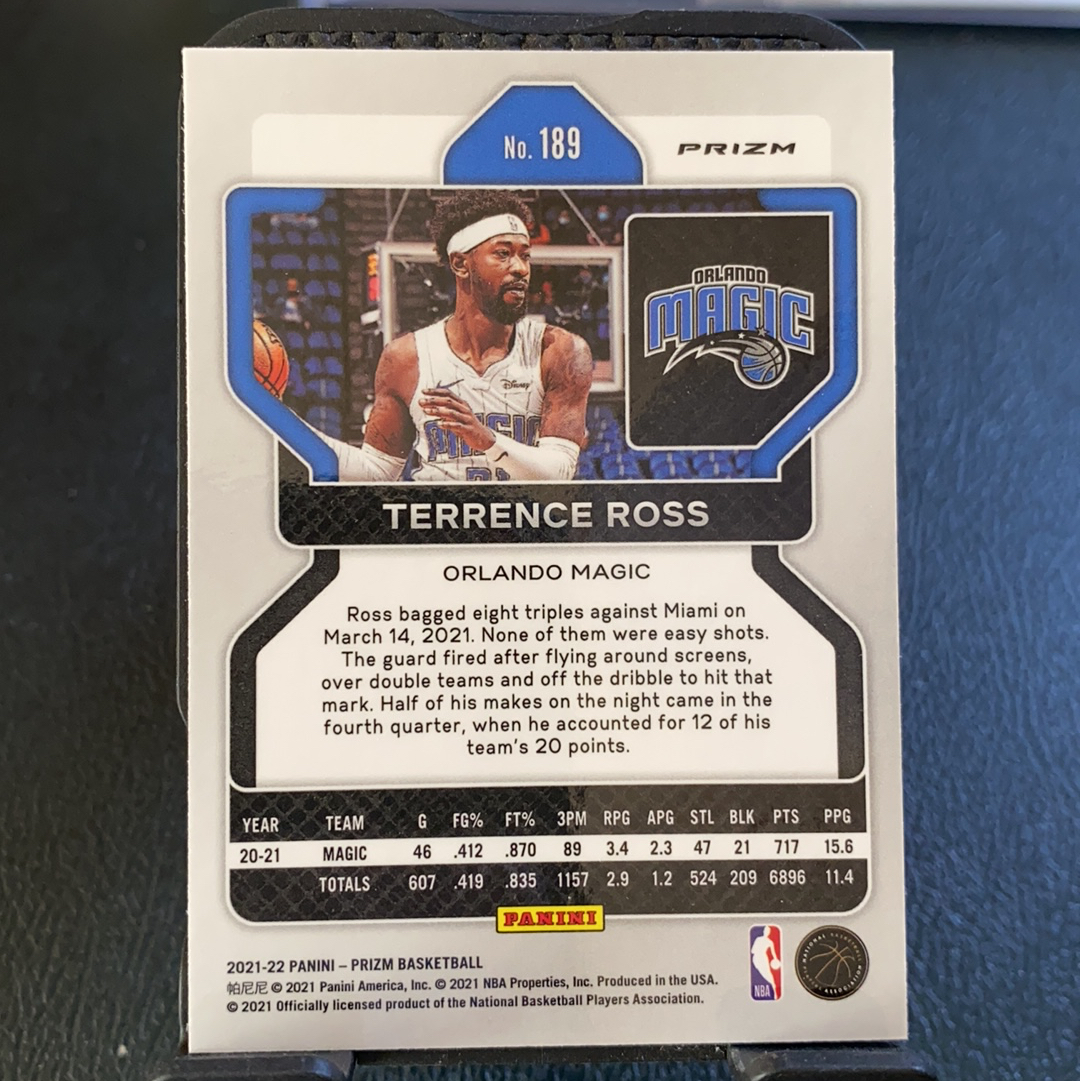 No. 189
PRIZM
ORLANDO
MAGIC
Disney
TERRENCE ROSS
ORLANDO MAGIC
Ross bagged eight triples against Miami on
March 14, 2021. None of them were easy shots.
The guard fired after flying around screens,
over double teams and off the dribble to hit that
mark. Half of his makes on the night came in the
fourth quarter, when he accounted for 12 of his
team's 20 points.
YEAR TEAM G FG% FT% 3PM RPG APG STL BLK PTS PPG
20-21 MAGIC 46 .412 .870 89 3.4 2.3 47 21 717 15.6
TOTALS 607 .419 .835 1157 2.9 1.2 524 209 6896 11.4
PANINI
2021-22 PANINI – PRIZM BASKETBALL
帕尼尼 © 2021 Panini America, Inc. © 2021 NBA Properties, Inc. Produced in the USA.
© 2021 Officially licensed product of the National Basketball Players Association.
NBA